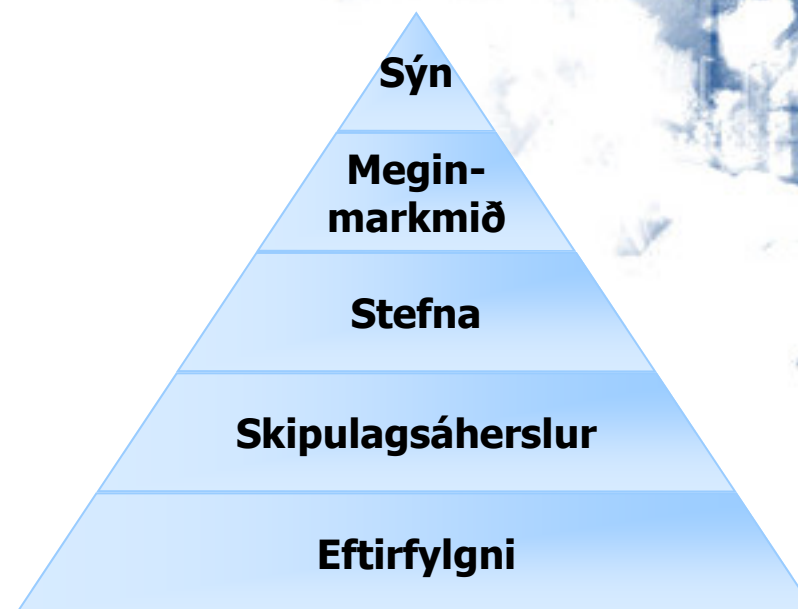 Sýn
Megin-
markmið
Stefna
Skipulagsáherslur
Eftirfylgni